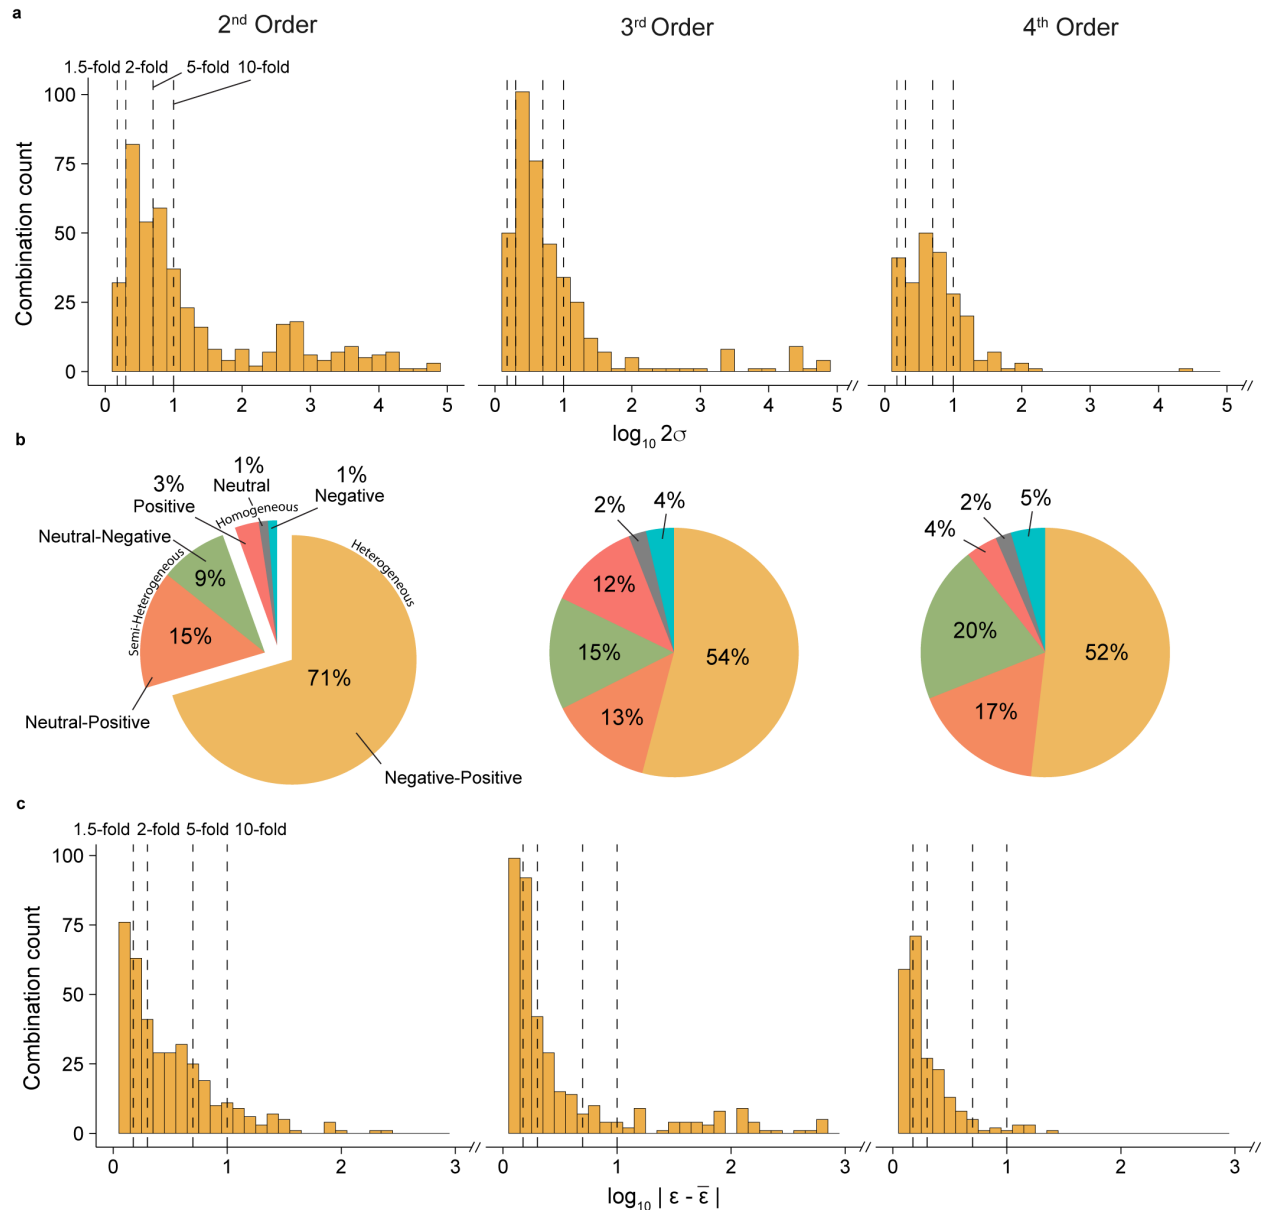 a
2nd Order
3rd Order
4th Order
1.5-fold 2-fold 5-fold 10-fold
Combination count
100
75
50
25
0
0 1 2 3 4 5
0 1 2 3 4 5
0 1 2 3 4 5
log10 2σ
b
1%
Neutral
1%
Negative
3%
Positive
Homogeneous
Neutral-Negative
Semi-Heterogeneous
Heterogeneous
9%
15%
71%
Neutral-Positive
Negative-Positive
2%
4%
12%
15%
13%
54%
2%
5%
4%
20%
17%
52%
c
1.5-fold 2-fold 5-fold 10-fold
Combination count
100
75
50
25
0
0 1 2 3
0 1 2 3
0 1 2 3
log10 | ε - ε̅ |